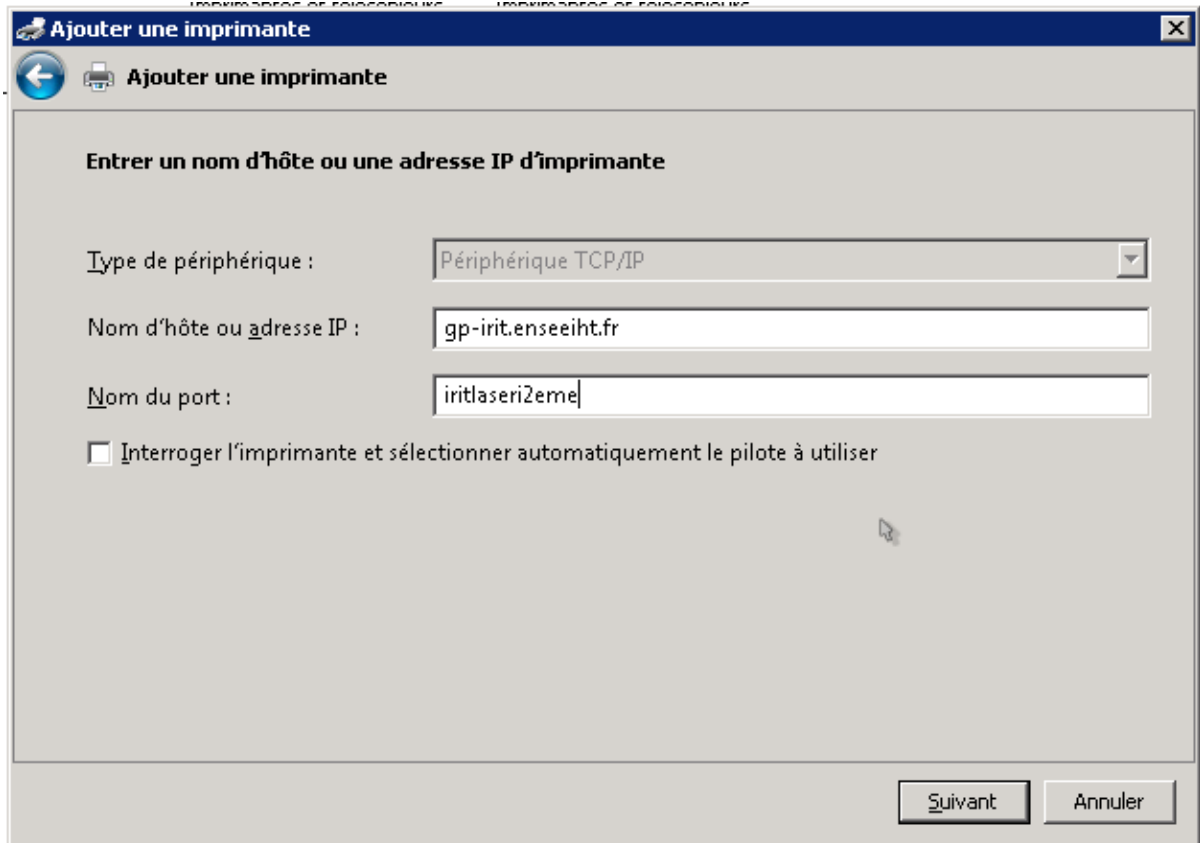 Ajouter une imprimante
Ajouter une imprimante
Entrer un nom d'hôte ou une adresse IP d'imprimante
Type de périphérique : Périphérique TCP/IP
Nom d'hôte ou adresse IP : gp-irit.enseeiht.fr
Nom du port : iritlaseri2eme
Interroger l'imprimante et sélectionner automatiquement le pilote à utiliser
Suivant Annuler